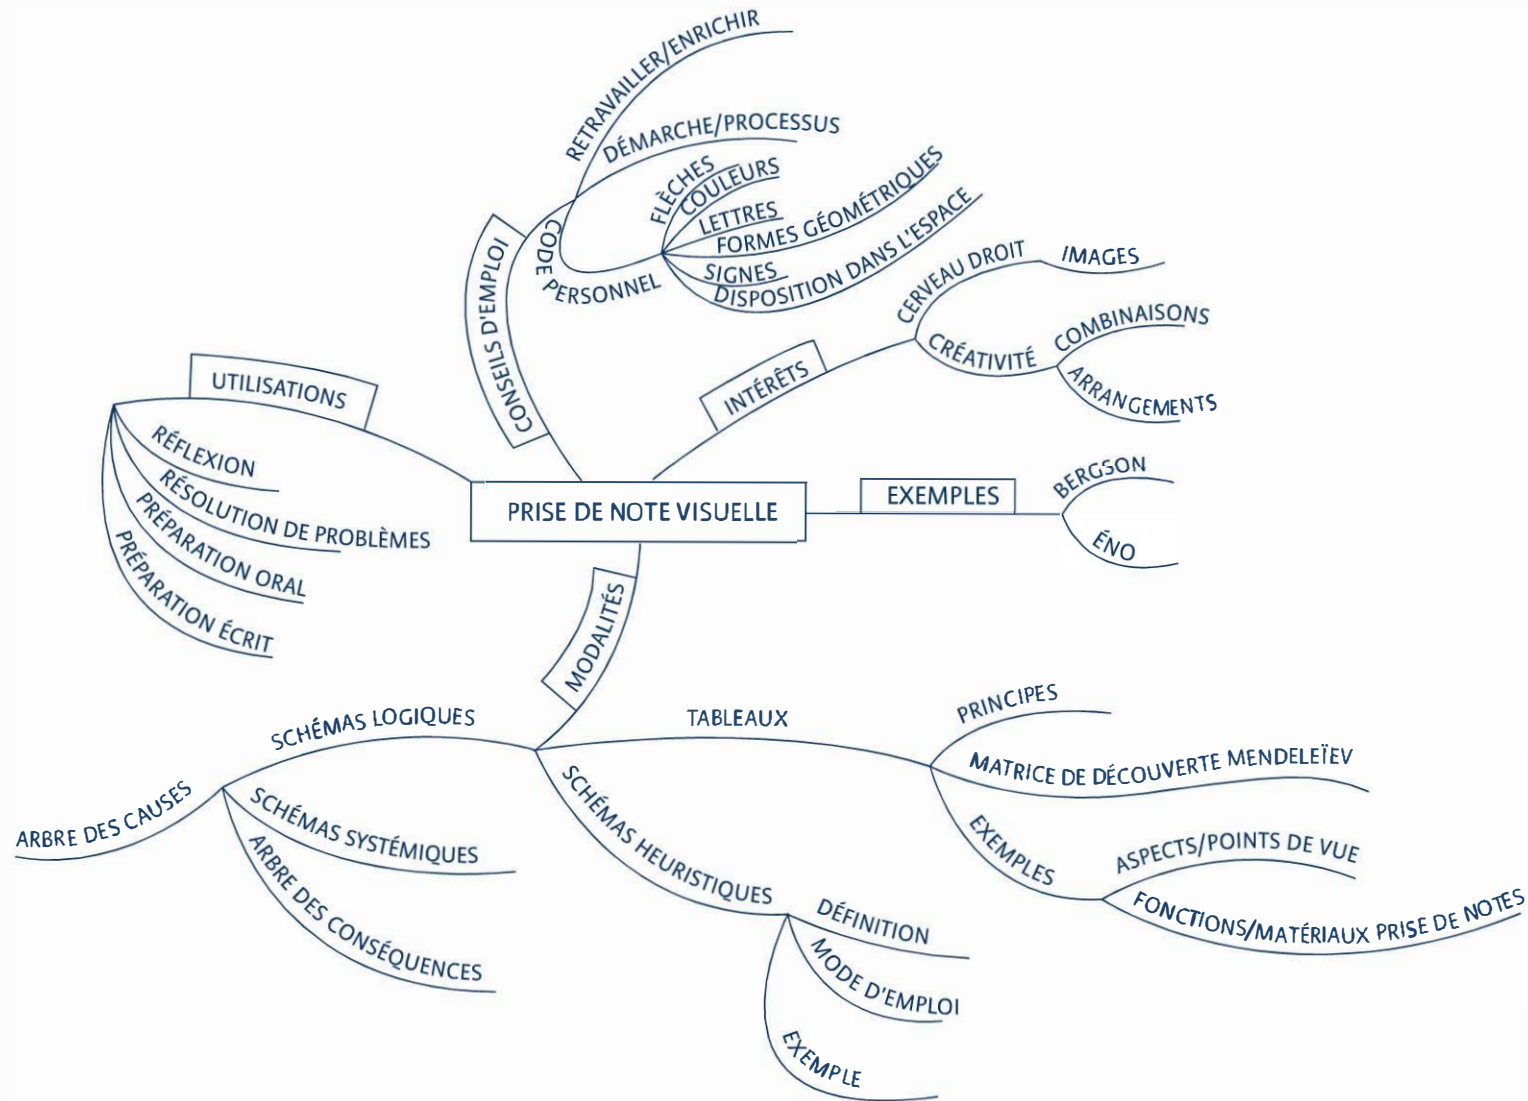 RETRAVAILLER/ENRICHIR
DÉMARCHE/PROCESSUS
FLÈCHES
COULEURS
LETTRES
FORMES GÉOMÉTRIQUES
SIGNES
DISPOSITION DANS L'ESPACE
CODE PERSONNEL
CONSEILS D'EMPLOI
CERVEAU DROIT
IMAGES
CRÉATIVITÉ
COMBINAISONS
ARRANGEMENTS
INTÉRÊTS
UTILISATIONS
RÉFLEXION
RÉSOLUTION DE PROBLÈMES
PRÉPARATION ORAL
PRÉPARATION ÉCRIT
PRISE DE NOTE VISUELLE
EXEMPLES
BERGSON
ÉNO
MODALITÉS
SCHÉMAS LOGIQUES
ARBRE DES CAUSES
SCHÉMAS SYSTÉMIQUES
ARBRE DES CONSÉQUENCES
SCHÉMAS HEURISTIQUES
DÉFINITION
MODE D'EMPLOI
EXEMPLE
TABLEAUX
PRINCIPES
MATRICE DE DÉCOUVERTE MENDELEÏEV
EXEMPLES
ASPECTS/POINTS DE VUE
FONCTIONS/MATÉRIAUX PRISE DE NOTES